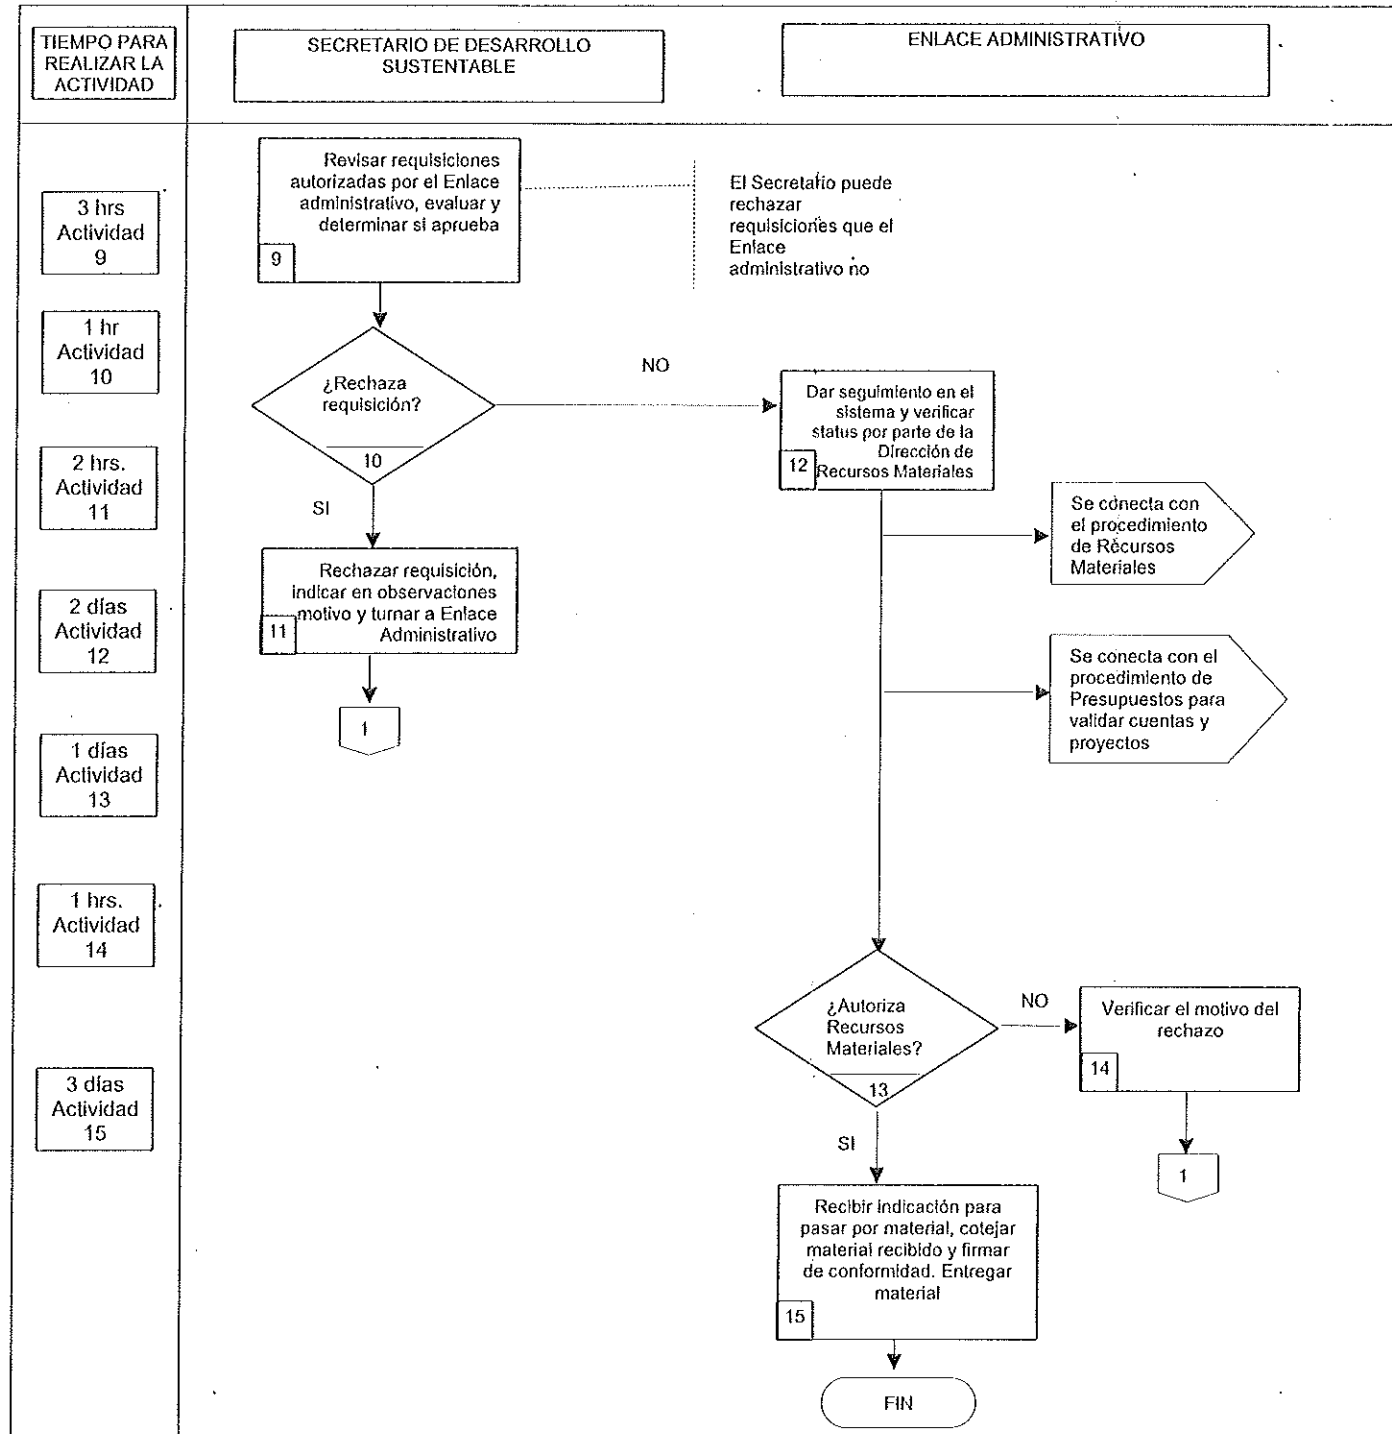 TIEMPO PARA
REALIZAR LA
ACTIVIDAD
SECRETARIO DE DESARROLLO
SUSTENTABLE
ENLACE ADMINISTRATIVO
3 hrs
Actividad
9
1 hr
Actividad
10
2 hrs.
Actividad
11
2 días
Actividad
12
1 días
Actividad
13
1 hrs.
Actividad
14
3 días
Actividad
15
Revisar requisiciones
autorizadas por el Enlace
administrativo, evaluar y
determinar si aprueba
9
El Secretario puede
rechazar
requisiciones que el
Enlace
administrativo no
¿Rechaza
requisición?
10
NO
SI
Rechazar requisición,
indicar en observaciones
motivo y turnar a Enlace
Administrativo
11
1
Dar seguimiento en el
sistema y verificar
status por parte de la
Dirección de
Recursos Materiales
12
Se conecta con
el procedimiento
de Recursos
Materiales
Se conecta con el
procedimiento de
Presupuestos para
validar cuentas y
proyectos
¿Autoriza
Recursos
Materiales?
13
NO
Verificar el motivo del
rechazo
14
1
SI
Recibir indicación para
pasar por material, cotejar
material recibido y firmar
de conformidad. Entregar
material
15
FIN